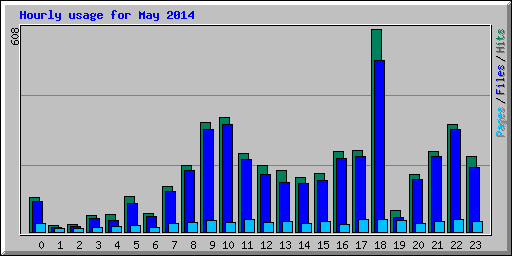 Hourly usage for May 2014
608
Pages / Files / Hits
0 1 2 3 4 5 6 7 8 9 10 11 12 13 14 15 16 17 18 19 20 21 22 23